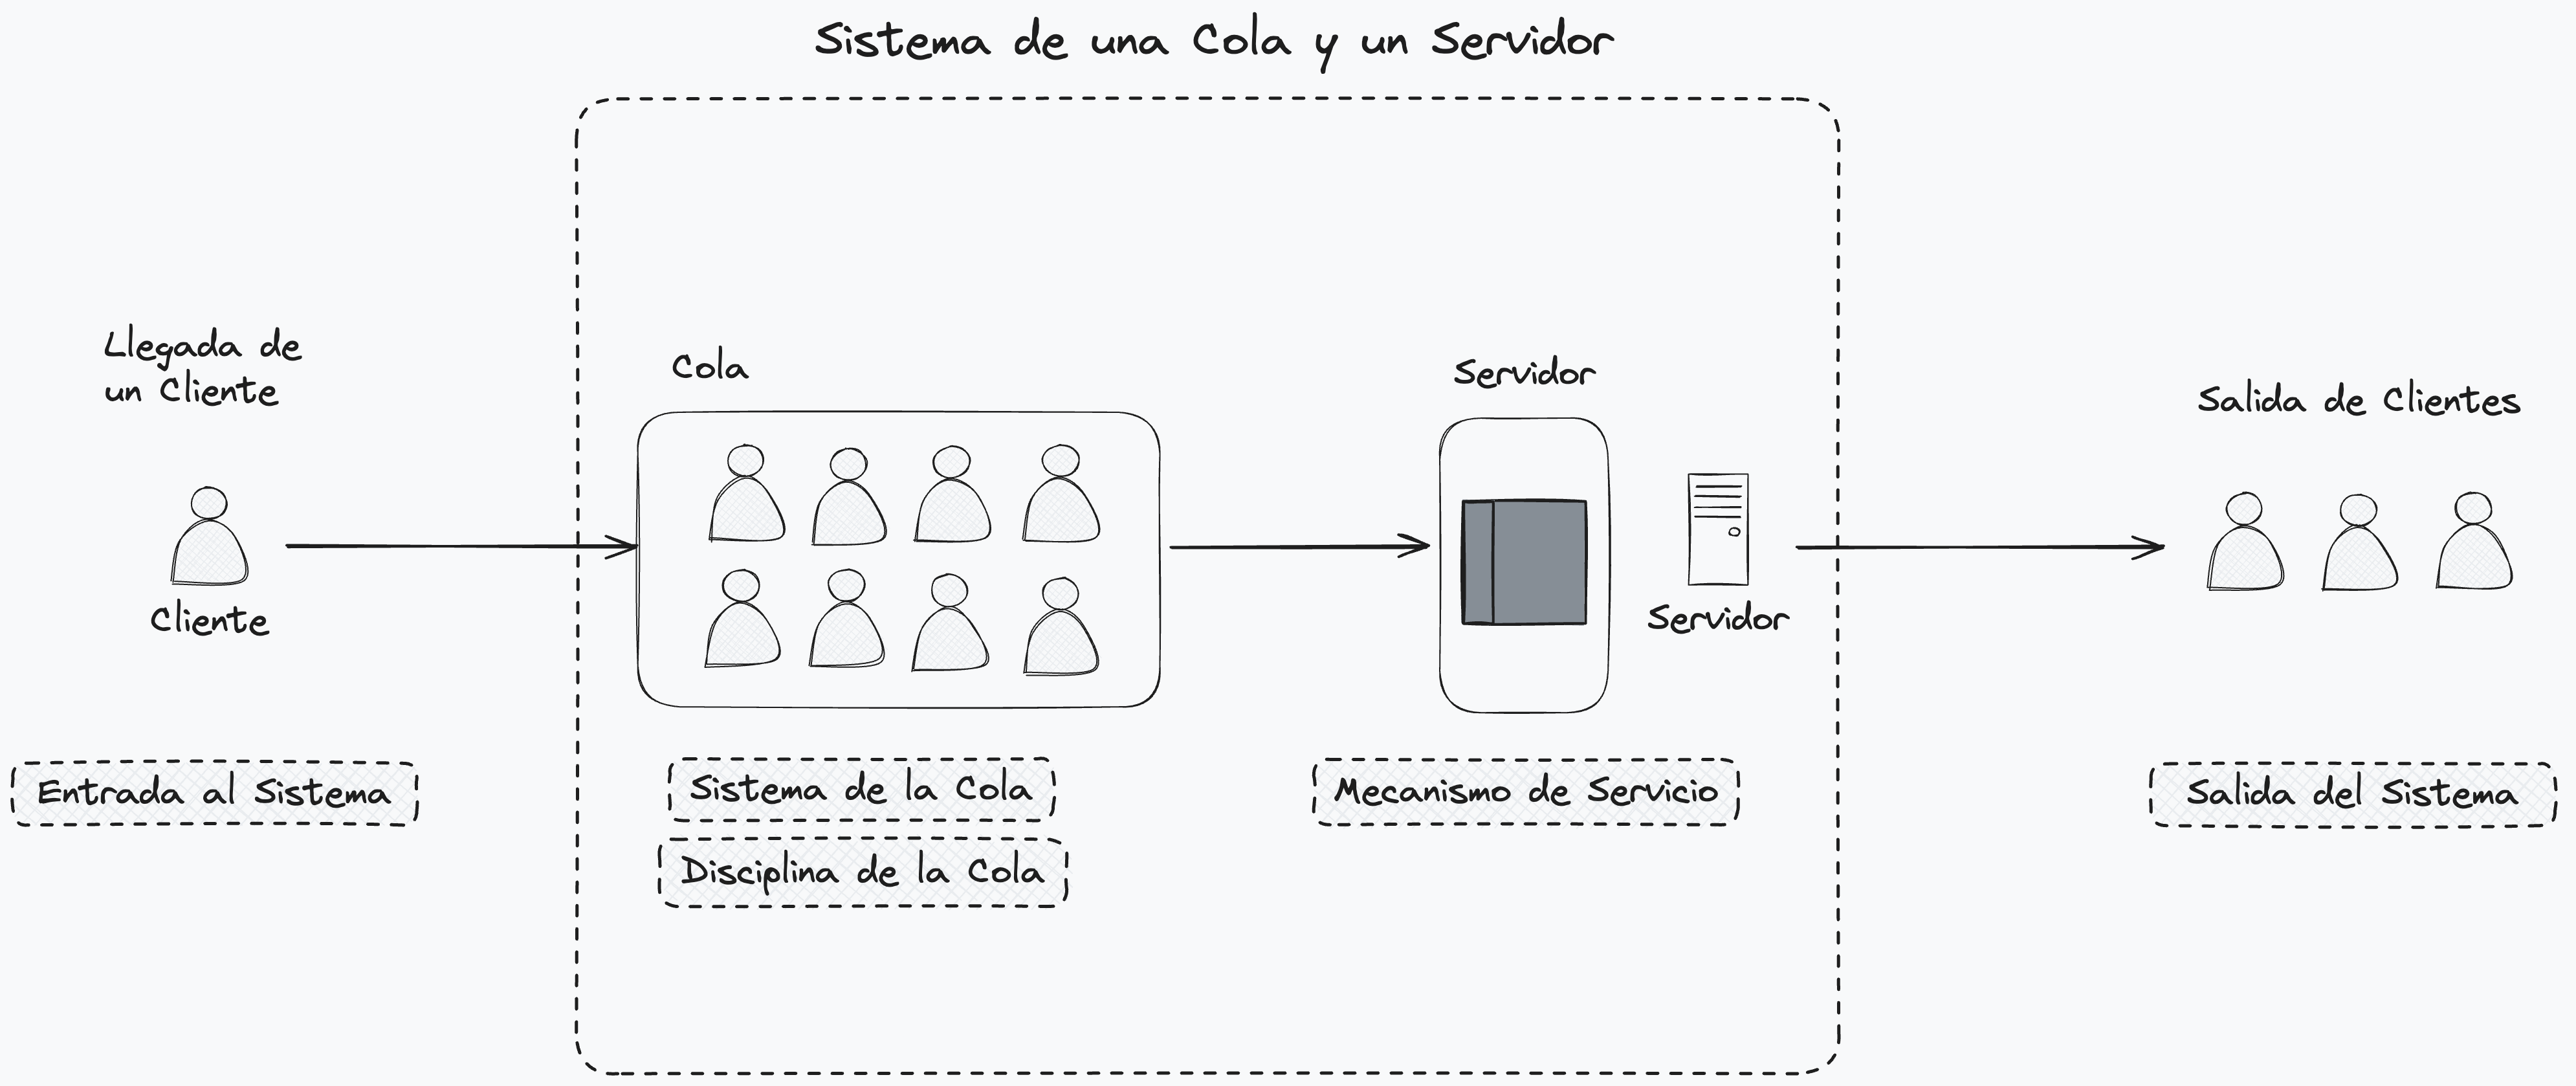 Sistema de una Cola y un Servidor
Llegada de
un Cliente
Cliente
Cola
Servidor
Servidor
Salida de Clientes
Entrada al Sistema
Sistema de la Cola
Disciplina de la Cola
Mecanismo de Servicio
Salida del Sistema